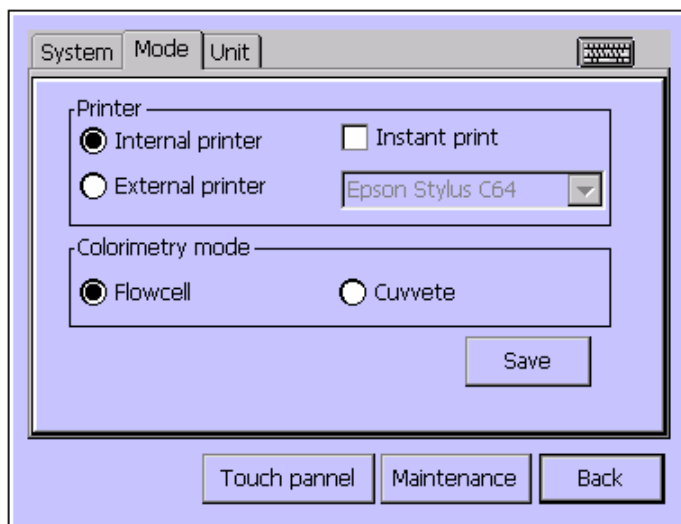 System Mode Unit
Printer
Internal printer Instant print
External printer Epson Stylus C64
Colorimetry mode
Flowcell Cuvvete
Save
Touch pannel Maintenance Back